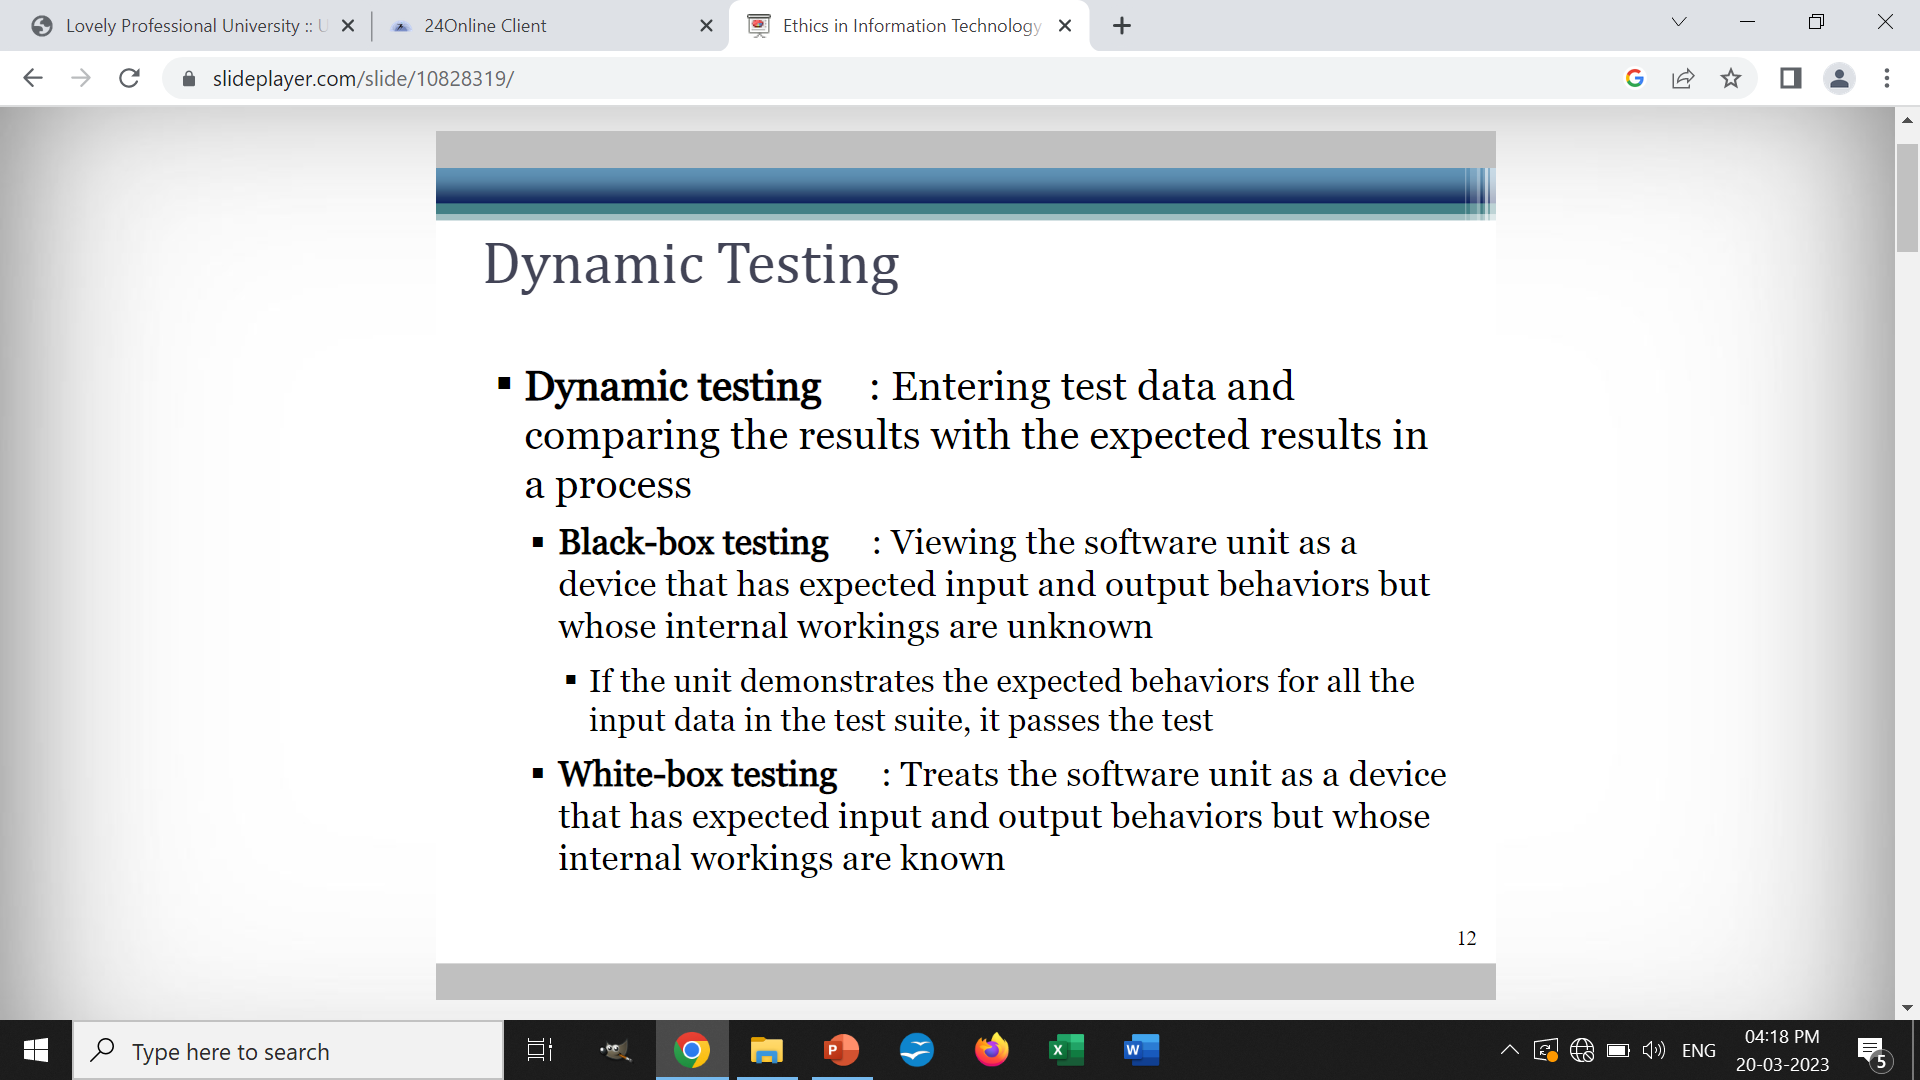 Lovely Professional University :: U
24Online Client
Ethics in Information Technology
slideplayer.com/slide/10828319/
Dynamic Testing
▪ Dynamic testing : Entering test data and
comparing the results with the expected results in
a process
▪ Black-box testing : Viewing the software unit as a
device that has expected input and output behaviors but
whose internal workings are unknown
▪ If the unit demonstrates the expected behaviors for all the
input data in the test suite, it passes the test
▪ White-box testing : Treats the software unit as a device
that has expected input and output behaviors but whose
internal workings are known
12
Type here to search
ENG
04:18 PM
20-03-2023
5